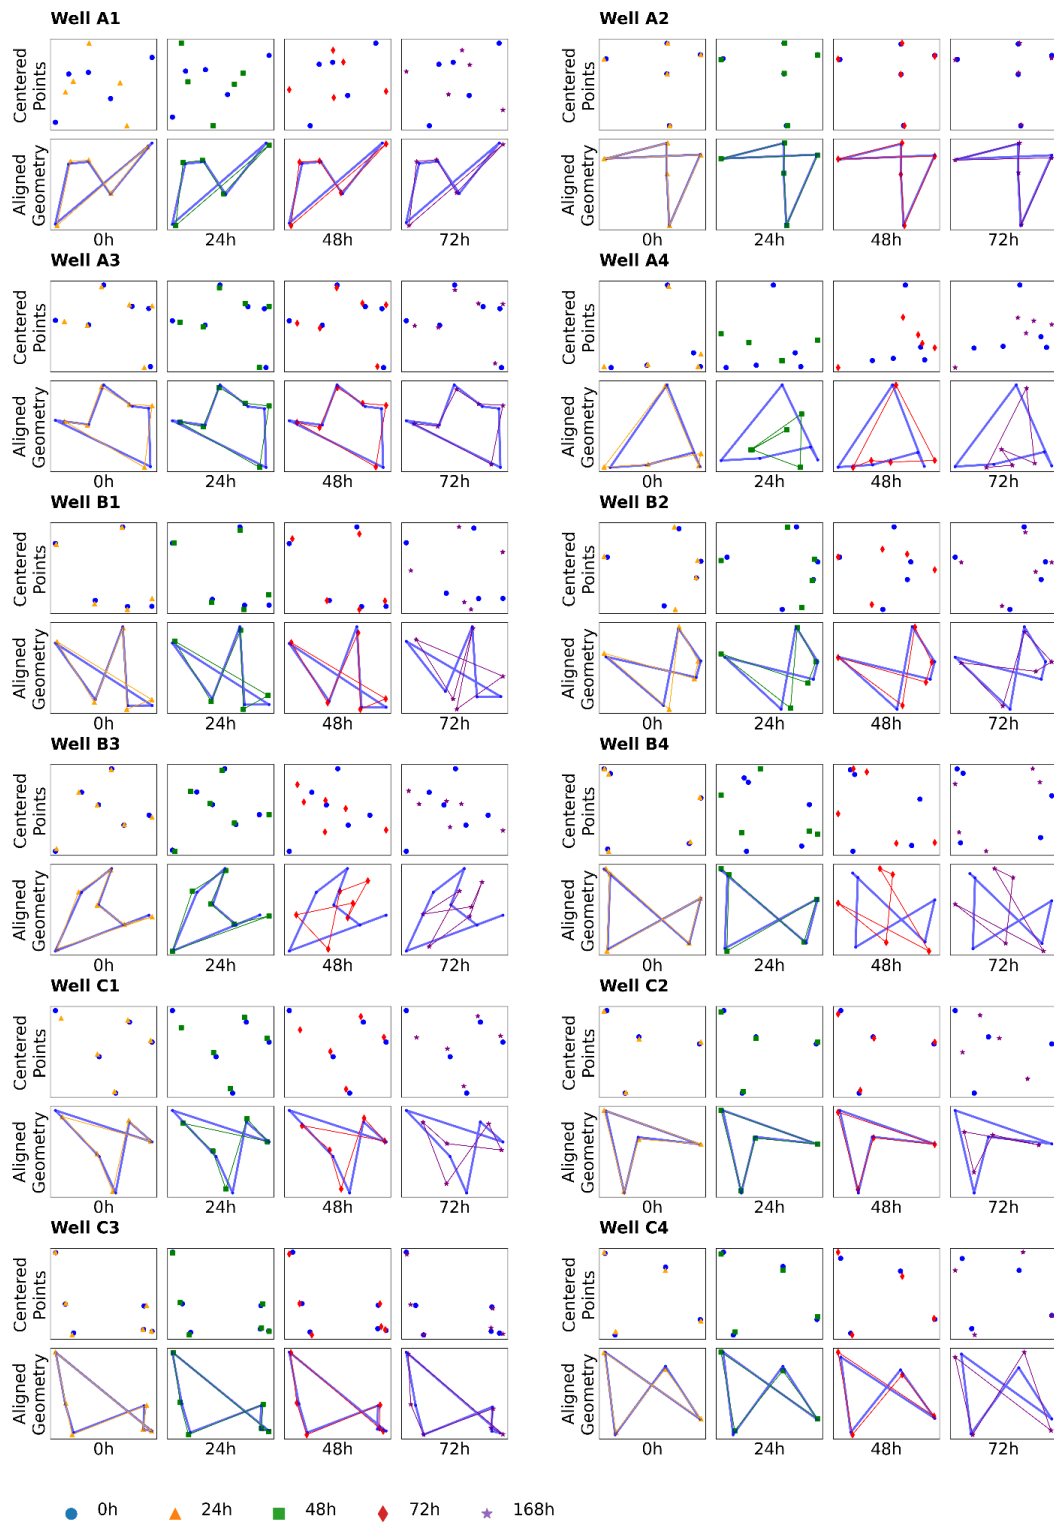 Well A1
Centered
Points
Aligned
Geometry
0h 24h 48h 72h
Well A2
Centered
Points
Aligned
Geometry
0h 24h 48h 72h
Well A3
Centered
Points
Aligned
Geometry
0h 24h 48h 72h
Well A4
Centered
Points
Aligned
Geometry
0h 24h 48h 72h
Well B1
Centered
Points
Aligned
Geometry
0h 24h 48h 72h
Well B2
Centered
Points
Aligned
Geometry
0h 24h 48h 72h
Well B3
Centered
Points
Aligned
Geometry
0h 24h 48h 72h
Well B4
Centered
Points
Aligned
Geometry
0h 24h 48h 72h
Well C1
Centered
Points
Aligned
Geometry
0h 24h 48h 72h
Well C2
Centered
Points
Aligned
Geometry
0h 24h 48h 72h
Well C3
Centered
Points
Aligned
Geometry
0h 24h 48h 72h
Well C4
Centered
Points
Aligned
Geometry
0h 24h 48h 72h
0h 24h 48h 72h 168h